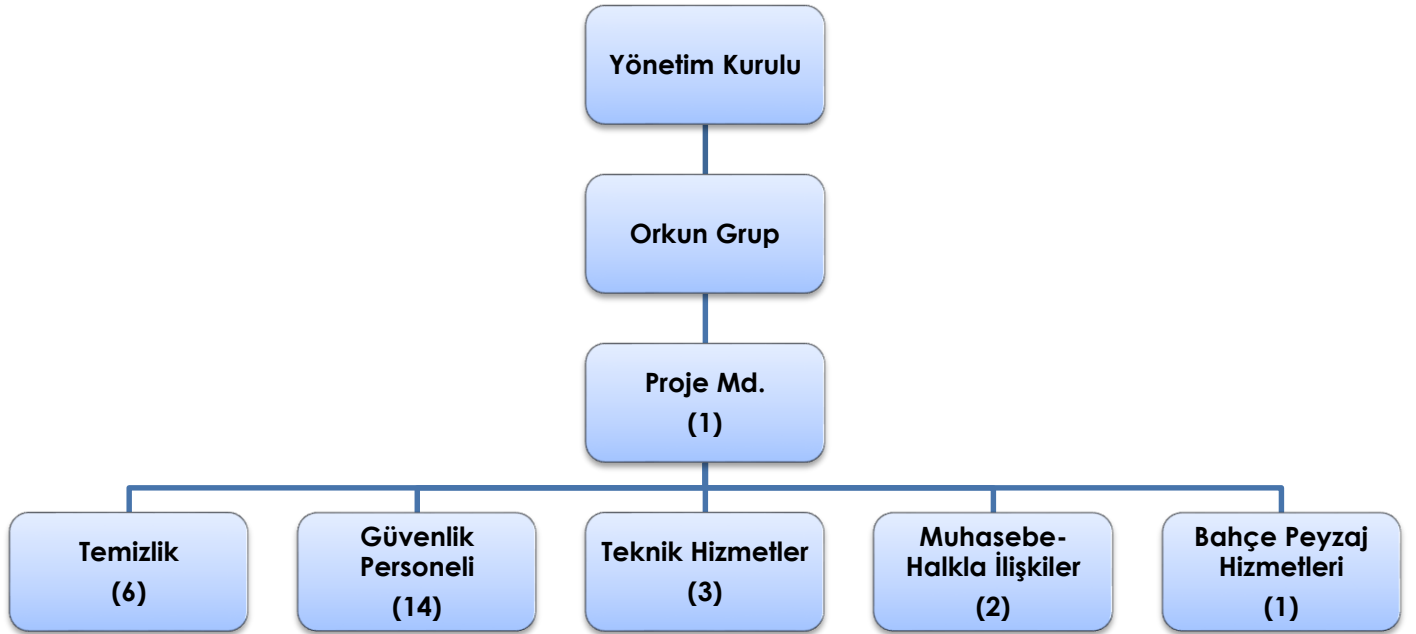 Yönetim Kurulu
Orkun Grup
Proje Md.
(1)
Temizlik
(6)
Güvenlik
Personeli
(14)
Teknik Hizmetler
(3)
Muhasebe-
Halkla İlişkiler
(2)
Bahçe Peyzaj
Hizmetleri
(1)